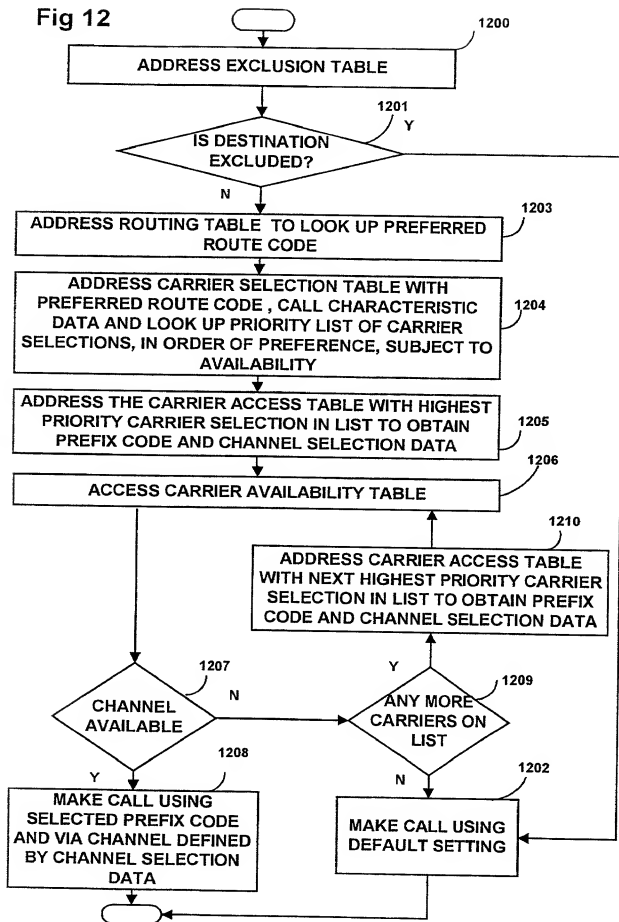 Fig 12
1200
ADDRESS EXCLUSION TABLE
1201
Y
IS DESTINATION
EXCLUDED?
N
1203
ADDRESS ROUTING TABLE TO LOOK UP PREFERRED
ROUTE CODE
ADDRESS CARRIER SELECTION TABLE WITH
PREFERRED ROUTE CODE , CALL CHARACTERISTIC
DATA AND LOOK UP PRIORITY LIST OF CARRIER
SELECTIONS, IN ORDER OF PREFERENCE, SUBJECT TO
AVAILABILITY
1204
ADDRESS THE CARRIER ACCESS TABLE WITH HIGHEST
PRIORITY CARRIER SELECTION IN LIST TO OBTAIN
PREFIX CODE AND CHANNEL SELECTION DATA
1205
1206
ACCESS CARRIER AVAILABILITY TABLE
1210
ADDRESS CARRIER ACCESS TABLE
WITH NEXT HIGHEST PRIORITY CARRIER
SELECTION IN LIST TO OBTAIN PREFIX
CODE AND CHANNEL SELECTION DATA
1207
CHANNEL
AVAILABLE
N
Y
1209
ANY MORE
CARRIERS ON
LIST
Y
1208
N
1202
MAKE CALL USING
SELECTED PREFIX CODE
AND VIA CHANNEL DEFINED
BY CHANNEL SELECTION
DATA
MAKE CALL USING
DEFAULT SETTING